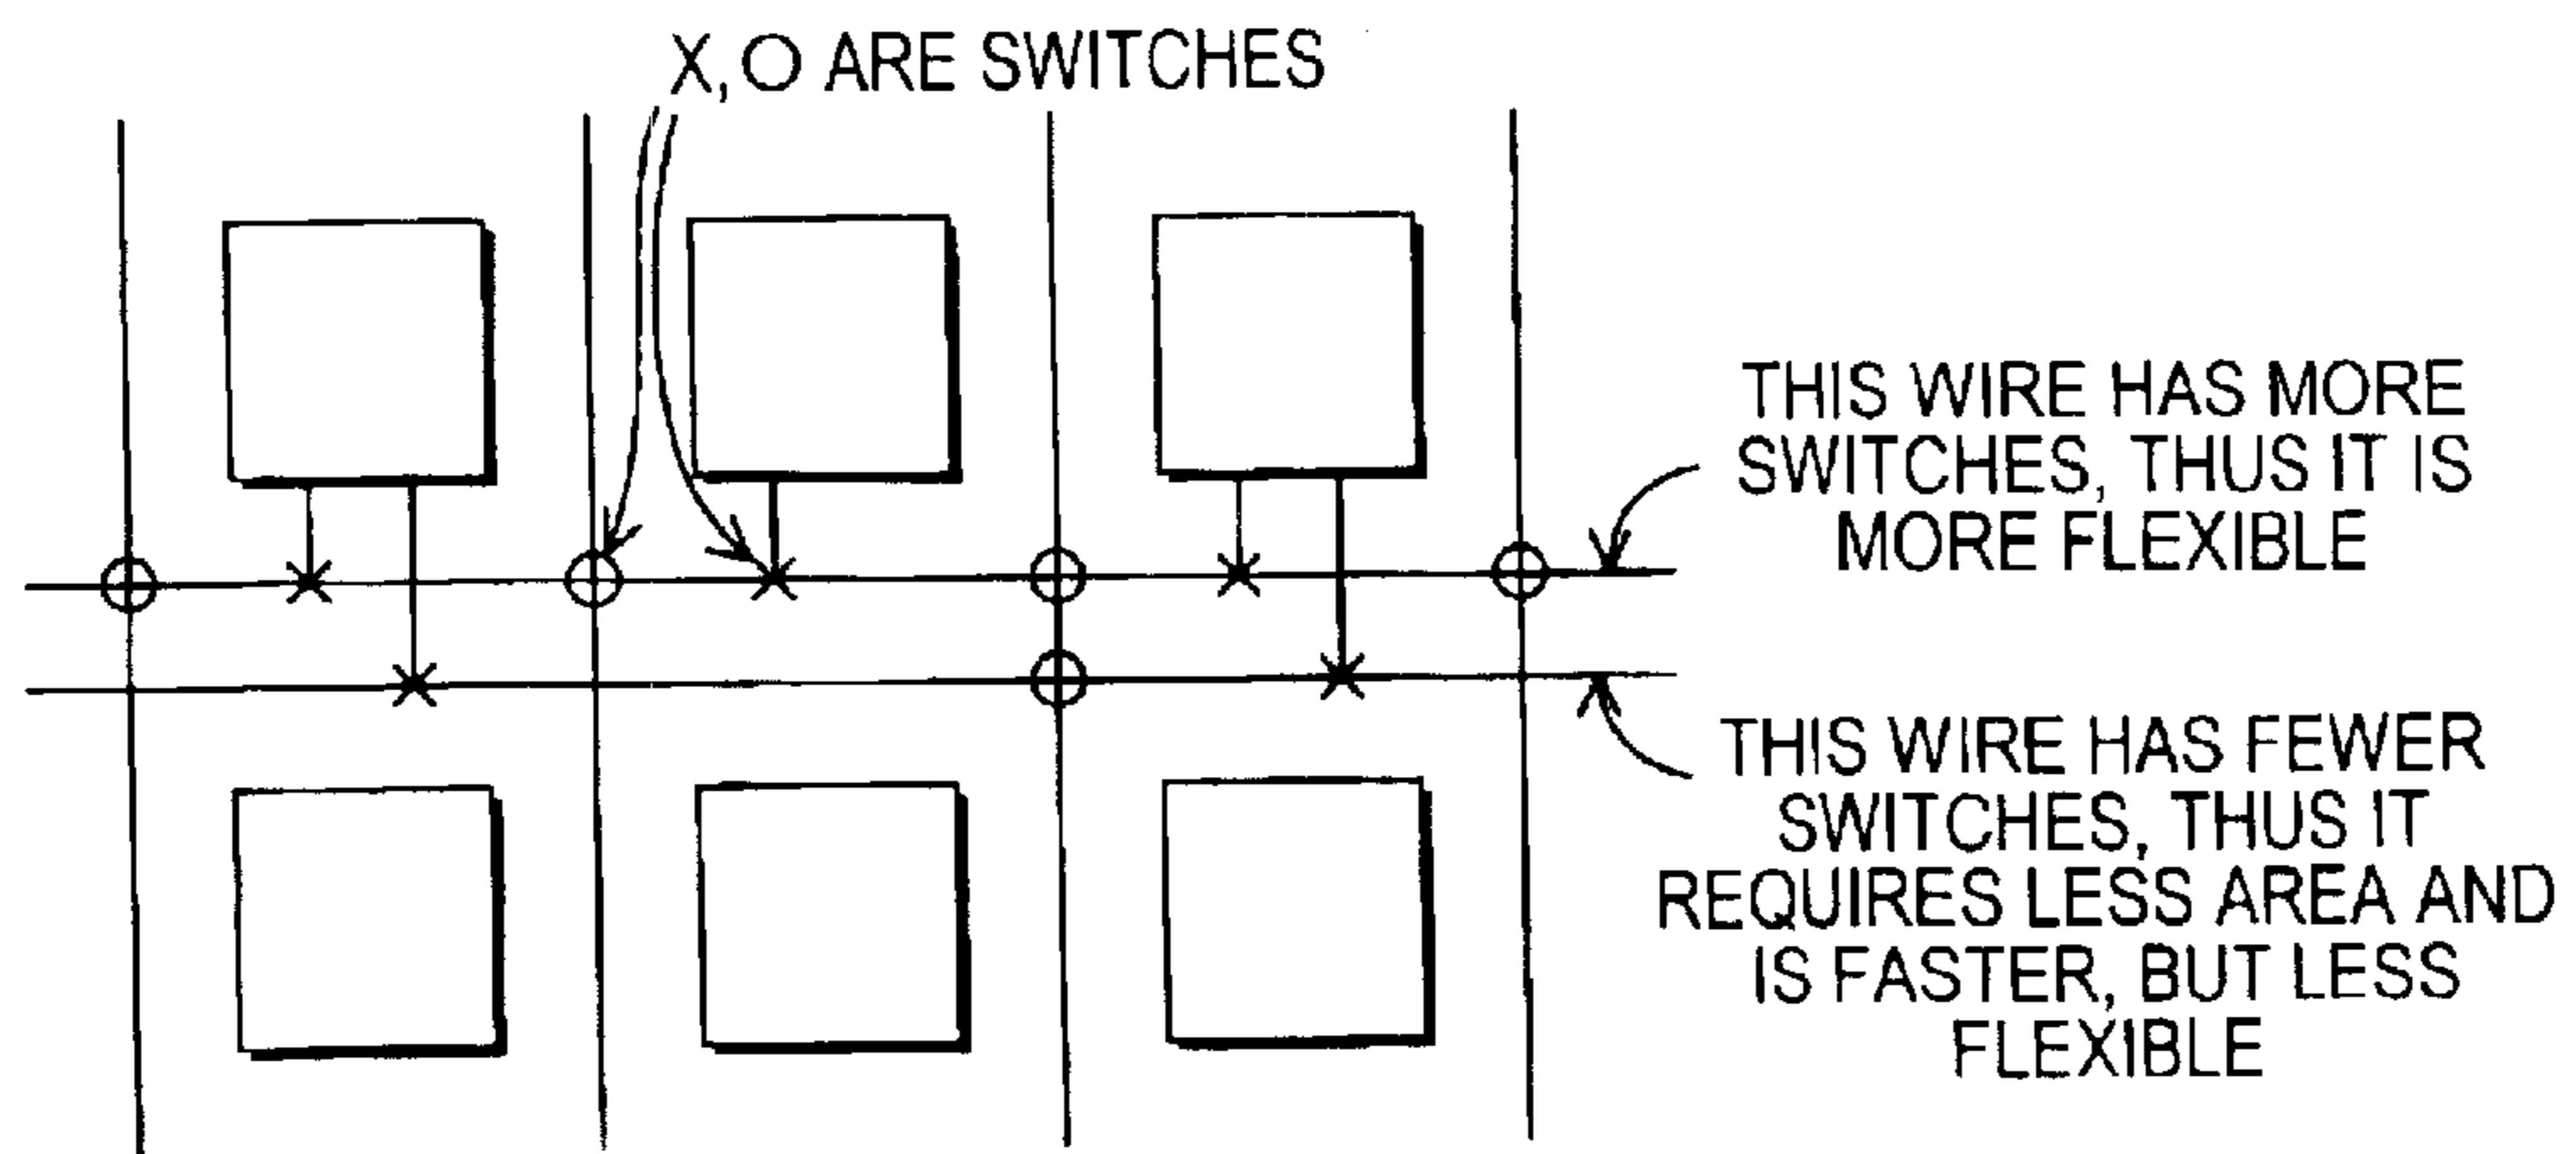 X, O ARE SWITCHES
THIS WIRE HAS MORE
SWITCHES, THUS IT IS
MORE FLEXIBLE
THIS WIRE HAS FEWER
SWITCHES, THUS IT
REQUIRES LESS AREA AND
IS FASTER, BUT LESS
FLEXIBLE